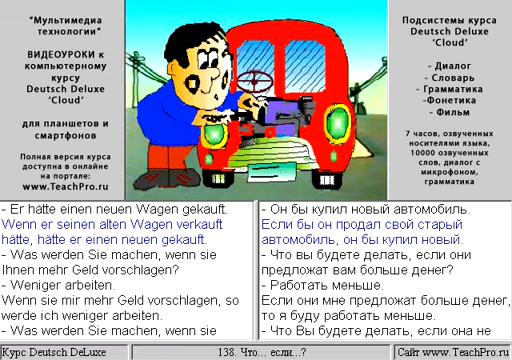 "Мультимедиа
технологии"
ВИДЕОУРОКИ к
компьютерному
курсу
Deutsch Deluxe
'Cloud'
для планшетов и
смартфонов
Полная версия курса
доступна в онлайне
на портале:
www.TeachPro.ru
Подсистемы курса
Deutsch Deluxe
'Cloud'
- Диалог
- Словарь
- Грамматика
-Фонетика
- Фильм
7 часов, озвученных
носителями языка,
10000 озвученных
слов, диалог с
микрофоном,
грамматика
- Er hätte einen neuen Wagen gekauft.
Wenn er seinen alten Wagen verkauft
hätte, hätte er einen neuen gekauft.
- Was werden Sie machen, wenn sie
Ihnen mehr Geld vorschlagen?
- Weniger arbeiten.
Wenn sie mir mehr Geld vorschlagen, so
werde ich weniger arbeiten.
- Was werden Sie machen, wenn sie
- Он бы купил новый автомобиль.
Если бы он продал свой старый
автомобиль, он бы купил новый.
- Что вы будете делать, если они
предложат вам больше денег?
- Работать меньше.
Если они мне предложат больше денег,
то я буду работать меньше.
- Что Вы будете делать, если она не
Курс Deutsch DeLuxe
138. Что... если...?
Сайт www.TeachPro.ru